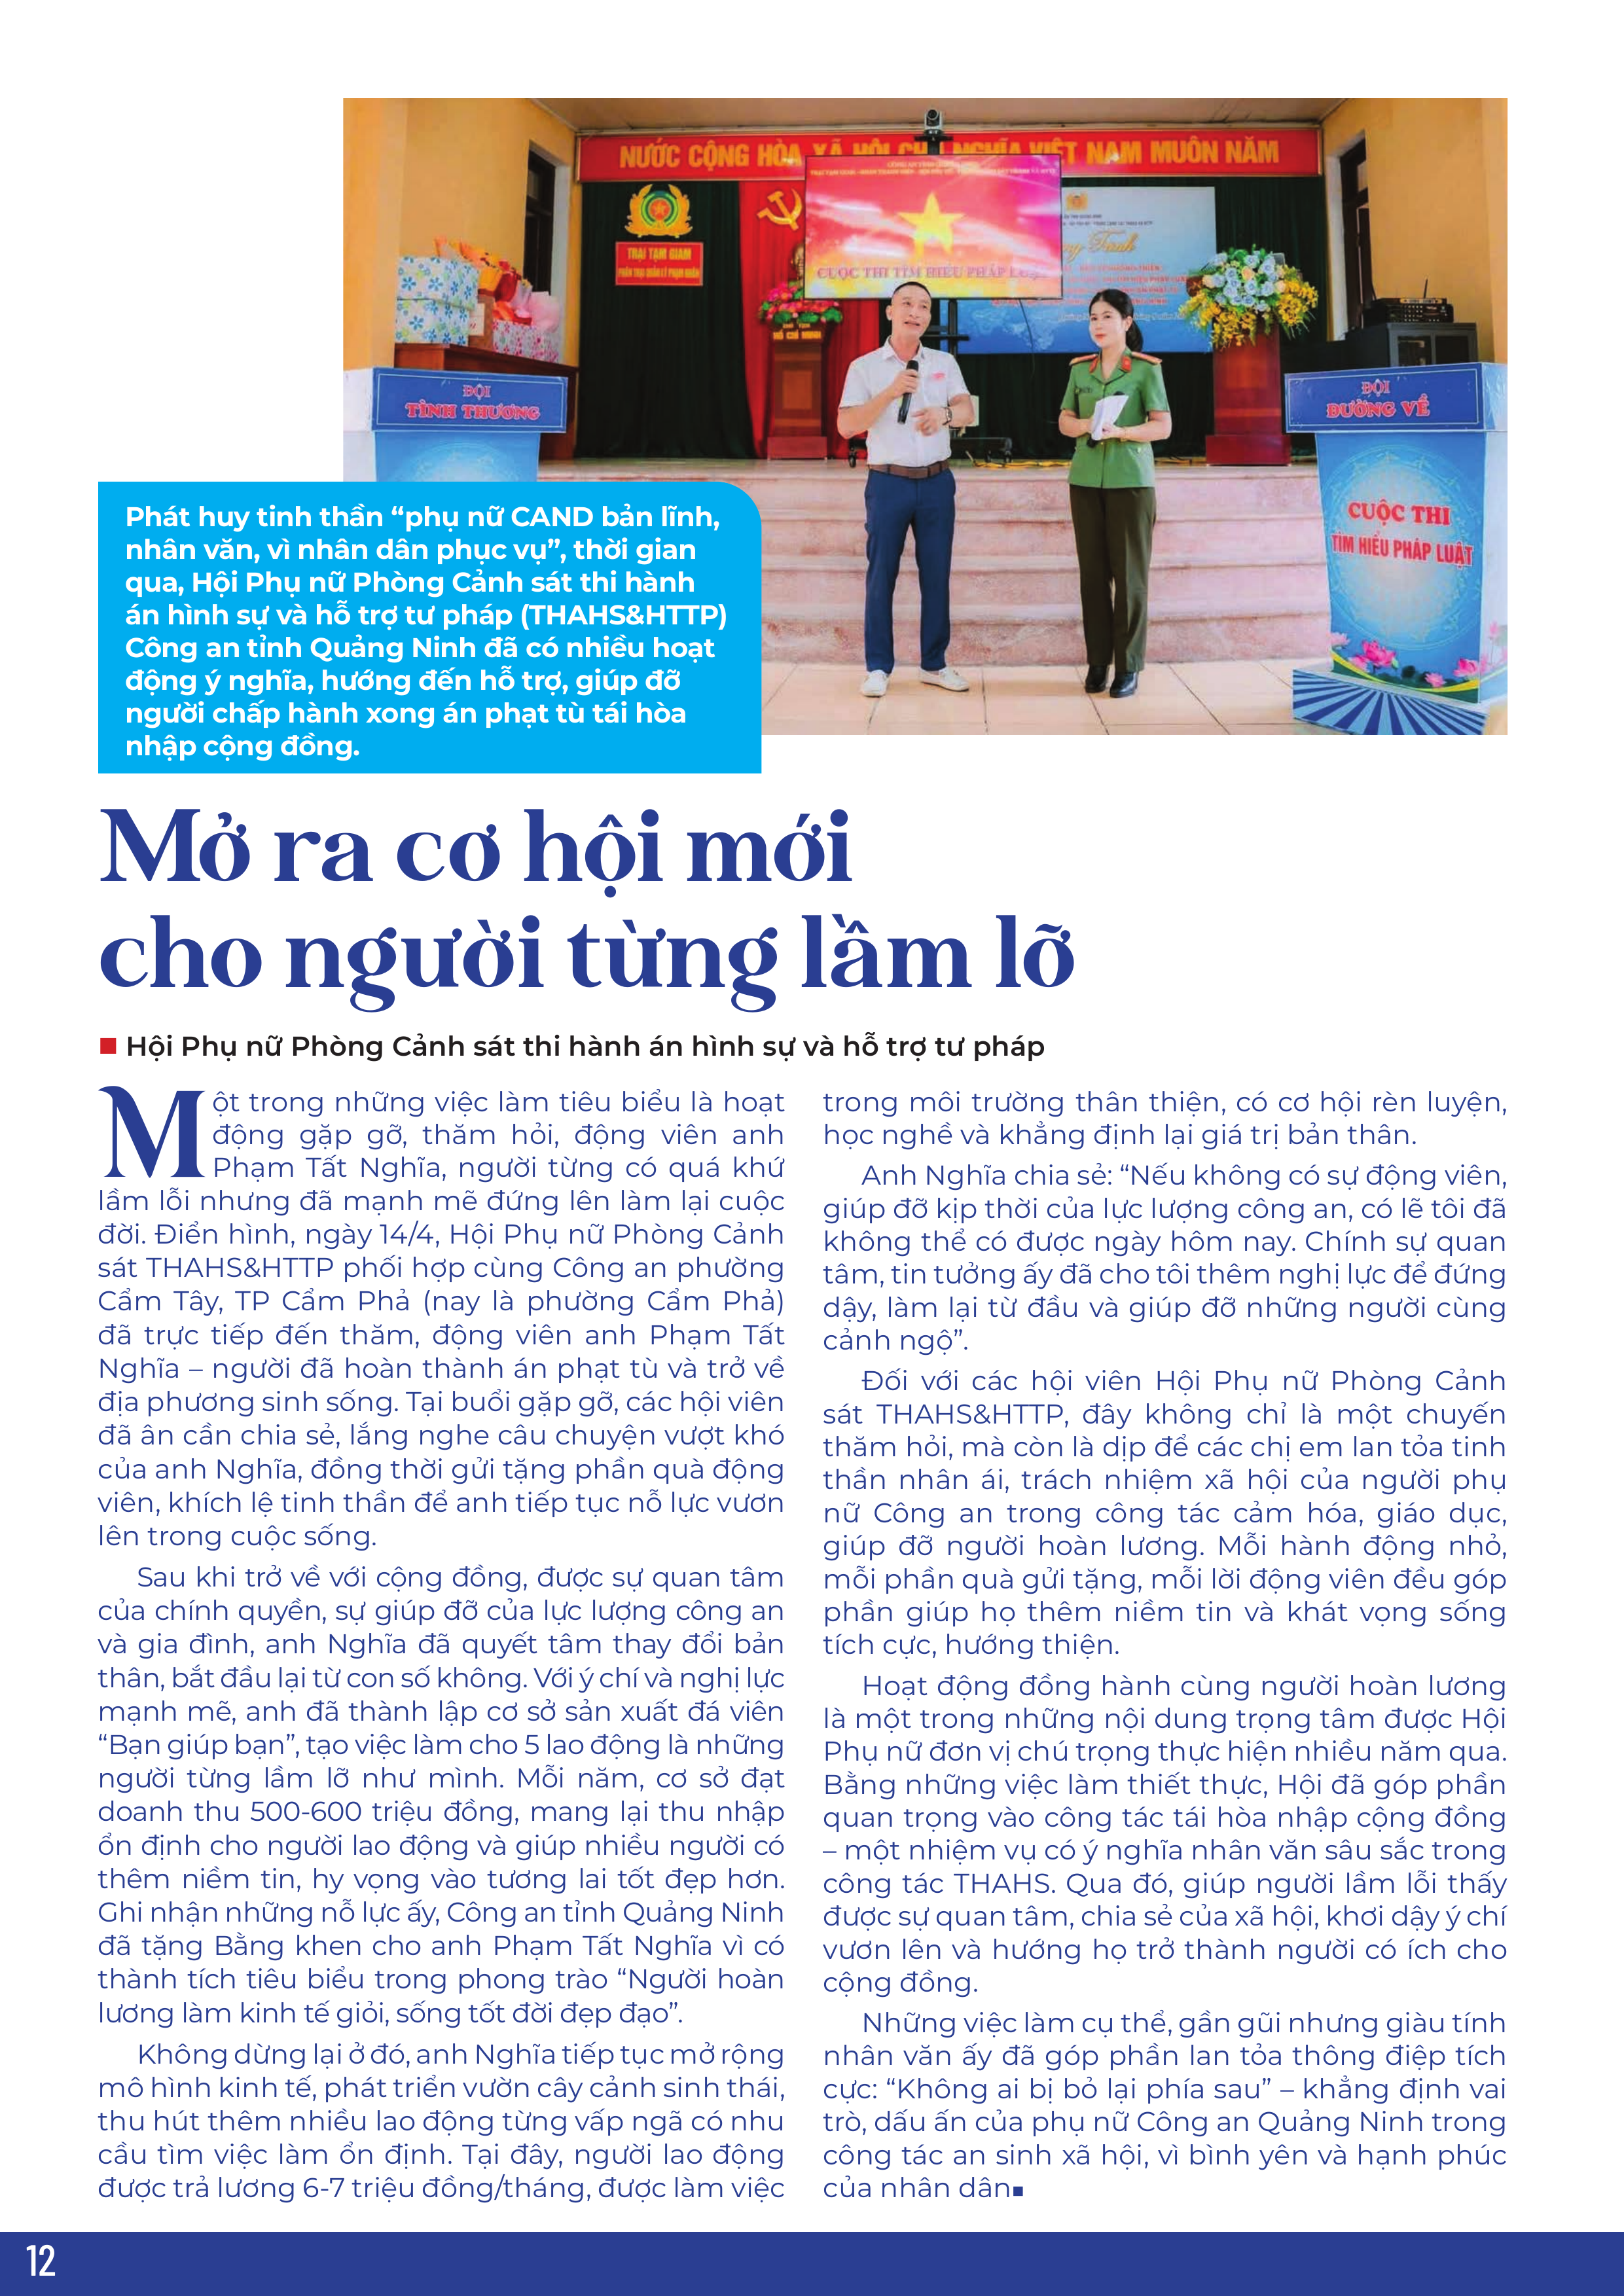 NƯỚC CỘNG HÒA XÃ HỘI CHỦ NGHĨA VIỆT NAM MUÔN NĂM
TRẠI TẠM GIAM
PHÂN TRẠI QUẢN LÝ PHẠM NHÂN
CUỘC THI TÌM HIỂU PHÁP LUẬT
HỒ CHÍ MINH
ĐỘI
TÌNH THƯƠNG
ĐỘI
ĐƯỜNG VỀ
CUỘC THI
TÌM HIỂU PHÁP LUẬT
Phát huy tinh thần “phụ nữ CAND bản lĩnh,
nhân văn, vì nhân dân phục vụ”, thời gian
qua, Hội Phụ nữ Phòng Cảnh sát thi hành
án hình sự và hỗ trợ tư pháp (THAHS&HTTP)
Công an tỉnh Quảng Ninh đã có nhiều hoạt
động ý nghĩa, hướng đến hỗ trợ, giúp đỡ
người chấp hành xong án phạt tù tái hòa
nhập cộng đồng.
Mở ra cơ hội mới
cho người từng lầm lỡ
■ Hội Phụ nữ Phòng Cảnh sát thi hành án hình sự và hỗ trợ tư pháp
Một trong những việc làm tiêu biểu là hoạt
động gặp gỡ, thăm hỏi, động viên anh
Phạm Tất Nghĩa, người từng có quá khứ
lầm lỗi nhưng đã mạnh mẽ đứng lên làm lại cuộc
đời. Điển hình, ngày 14/4, Hội Phụ nữ Phòng Cảnh
sát THAHS&HTTP phối hợp cùng Công an phường
Cẩm Tây, TP Cẩm Phả (nay là phường Cẩm Phả)
đã trực tiếp đến thăm, động viên anh Phạm Tất
Nghĩa – người đã hoàn thành án phạt tù và trở về
địa phương sinh sống. Tại buổi gặp gỡ, các hội viên
đã ân cần chia sẻ, lắng nghe câu chuyện vượt khó
của anh Nghĩa, đồng thời gửi tặng phần quà động
viên, khích lệ tinh thần để anh tiếp tục nỗ lực vươn
lên trong cuộc sống.
Sau khi trở về với cộng đồng, được sự quan tâm
của chính quyền, sự giúp đỡ của lực lượng công an
và gia đình, anh Nghĩa đã quyết tâm thay đổi bản
thân, bắt đầu lại từ con số không. Với ý chí và nghị lực
mạnh mẽ, anh đã thành lập cơ sở sản xuất đá viên
“Bạn giúp bạn”, tạo việc làm cho 5 lao động là những
người từng lầm lỡ như mình. Mỗi năm, cơ sở đạt
doanh thu 500-600 triệu đồng, mang lại thu nhập
ổn định cho người lao động và giúp nhiều người có
thêm niềm tin, hy vọng vào tương lai tốt đẹp hơn.
Ghi nhận những nỗ lực ấy, Công an tỉnh Quảng Ninh
đã tặng Bằng khen cho anh Phạm Tất Nghĩa vì có
thành tích tiêu biểu trong phong trào “Người hoàn
lương làm kinh tế giỏi, sống tốt đời đẹp đạo”.
Không dừng lại ở đó, anh Nghĩa tiếp tục mở rộng
mô hình kinh tế, phát triển vườn cây cảnh sinh thái,
thu hút thêm nhiều lao động từng vấp ngã có nhu
cầu tìm việc làm ổn định. Tại đây, người lao động
được trả lương 6-7 triệu đồng/tháng, được làm việc
trong môi trường thân thiện, có cơ hội rèn luyện,
học nghề và khẳng định lại giá trị bản thân.
Anh Nghĩa chia sẻ: “Nếu không có sự động viên,
giúp đỡ kịp thời của lực lượng công an, có lẽ tôi đã
không thể có được ngày hôm nay. Chính sự quan
tâm, tin tưởng ấy đã cho tôi thêm nghị lực để đứng
dậy, làm lại từ đầu và giúp đỡ những người cùng
cảnh ngộ”.
Đối với các hội viên Hội Phụ nữ Phòng Cảnh
sát THAHS&HTTP, đây không chỉ là một chuyến
thăm hỏi, mà còn là dịp để các chị em lan tỏa tinh
thần nhân ái, trách nhiệm xã hội của người phụ
nữ Công an trong công tác cảm hóa, giáo dục,
giúp đỡ người hoàn lương. Mỗi hành động nhỏ,
mỗi phần quà gửi tặng, mỗi lời động viên đều góp
phần giúp họ thêm niềm tin và khát vọng sống
tích cực, hướng thiện.
Hoạt động đồng hành cùng người hoàn lương
là một trong những nội dung trọng tâm được Hội
Phụ nữ đơn vị chú trọng thực hiện nhiều năm qua.
Bằng những việc làm thiết thực, Hội đã góp phần
quan trọng vào công tác tái hòa nhập cộng đồng
– một nhiệm vụ có ý nghĩa nhân văn sâu sắc trong
công tác THAHS. Qua đó, giúp người lầm lỗi thấy
được sự quan tâm, chia sẻ của xã hội, khơi dậy ý chí
vươn lên và hướng họ trở thành người có ích cho
cộng đồng.
Những việc làm cụ thể, gần gũi nhưng giàu tính
nhân văn ấy đã góp phần lan tỏa thông điệp tích
cực: “Không ai bị bỏ lại phía sau” – khẳng định vai
trò, dấu ấn của phụ nữ Công an Quảng Ninh trong
công tác an sinh xã hội, vì bình yên và hạnh phúc
của nhân dân■
12